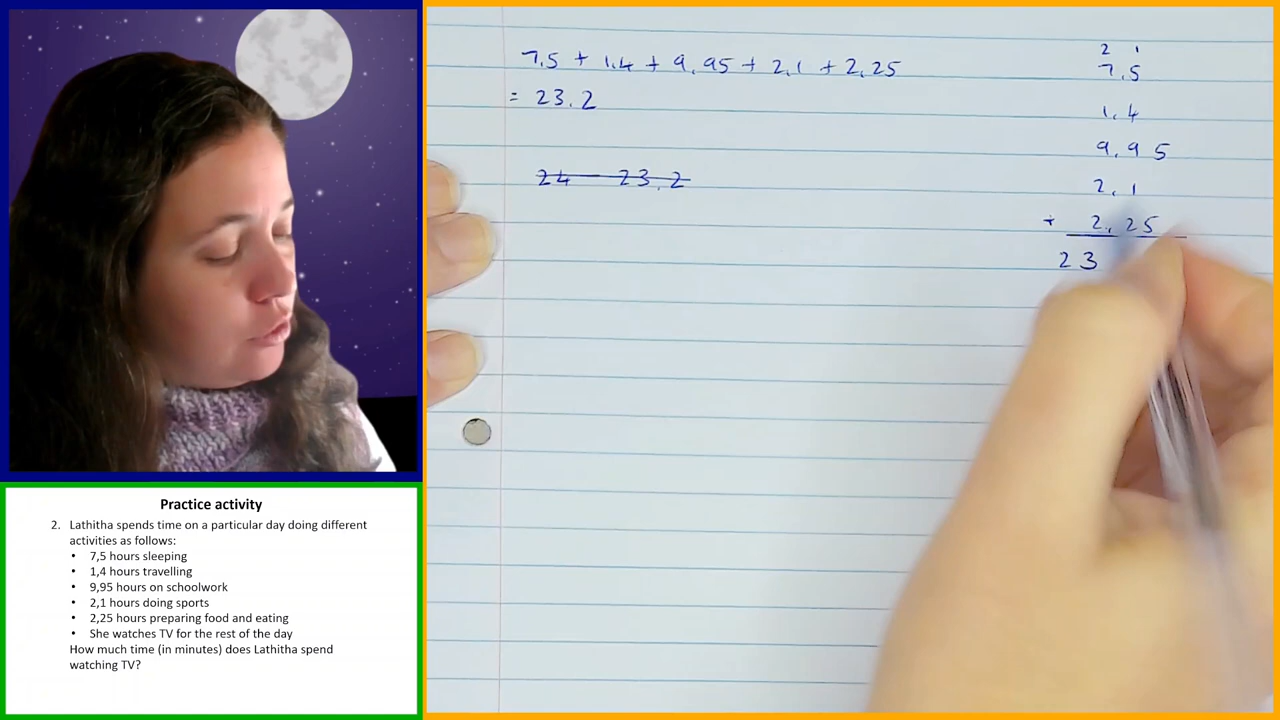 7,5 + 1,4 + 9,95 + 2,1 + 2,25
= 23,2
24 - 23,2
2 1
7,5
1,4
9,95
2,1
+ 2,25
23
Practice activity
2. Lathitha spends time on a particular day doing different
activities as follows:
• 7,5 hours sleeping
• 1,4 hours travelling
• 9,95 hours on schoolwork
• 2,1 hours doing sports
• 2,25 hours preparing food and eating
• She watches TV for the rest of the day
How much time (in minutes) does Lathitha spend
watching TV?